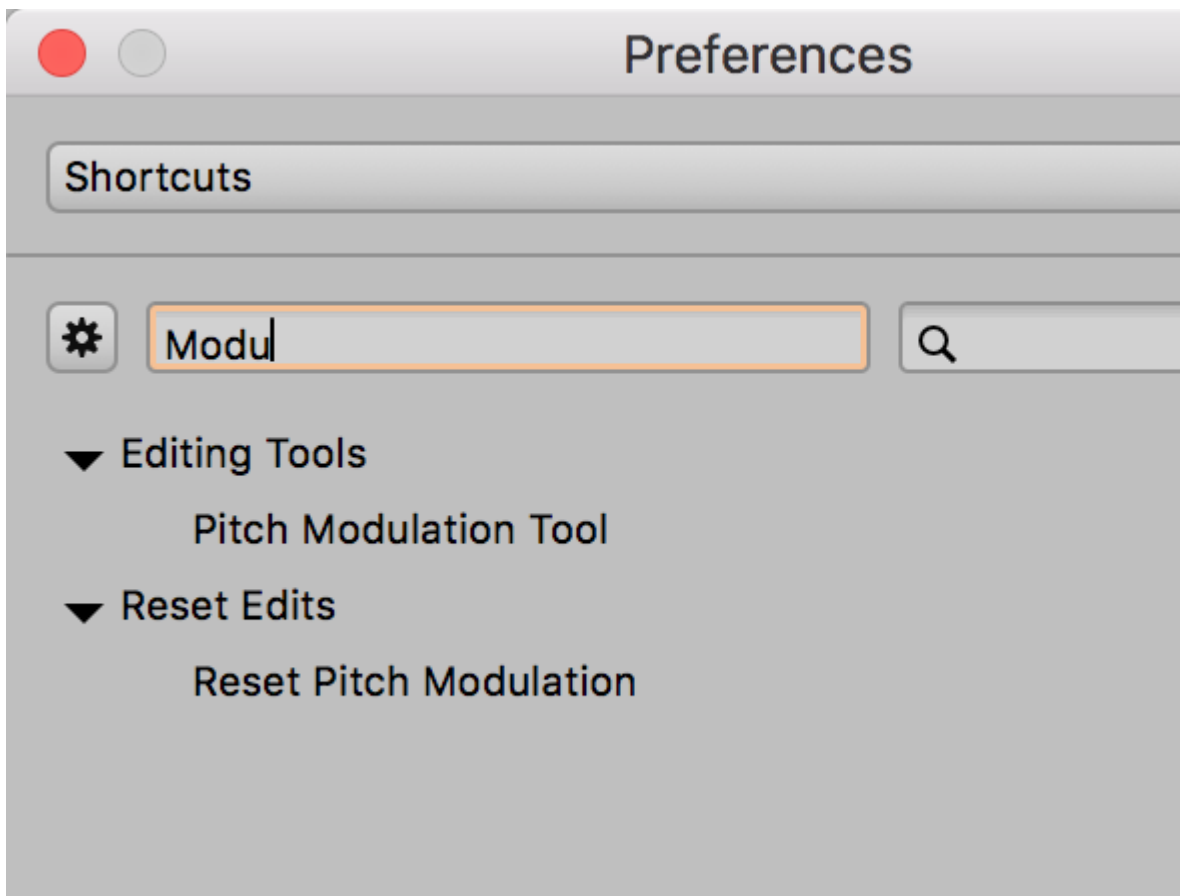 Preferences
Shortcuts
Modu
Editing Tools
Pitch Modulation Tool
Reset Edits
Reset Pitch Modulation